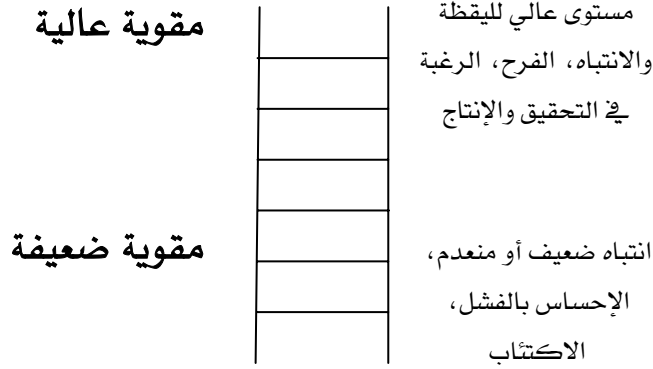 مستوى عالي لليقظة
والانتباه، الفرح، الرغبة
في التحقيق والإنتاج
مقوية عالية
انتباه ضعيف أو منعدم،
الإحساس بالفشل،
الاكتئاب
مقوية ضعيفة